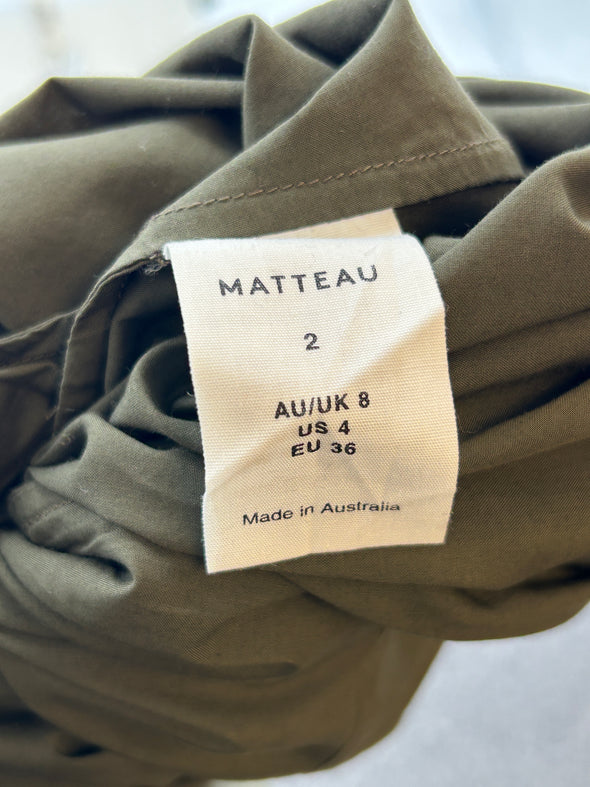 MATTEAU
2
AU/UK 8
US 4
EU 36
Made in Australia